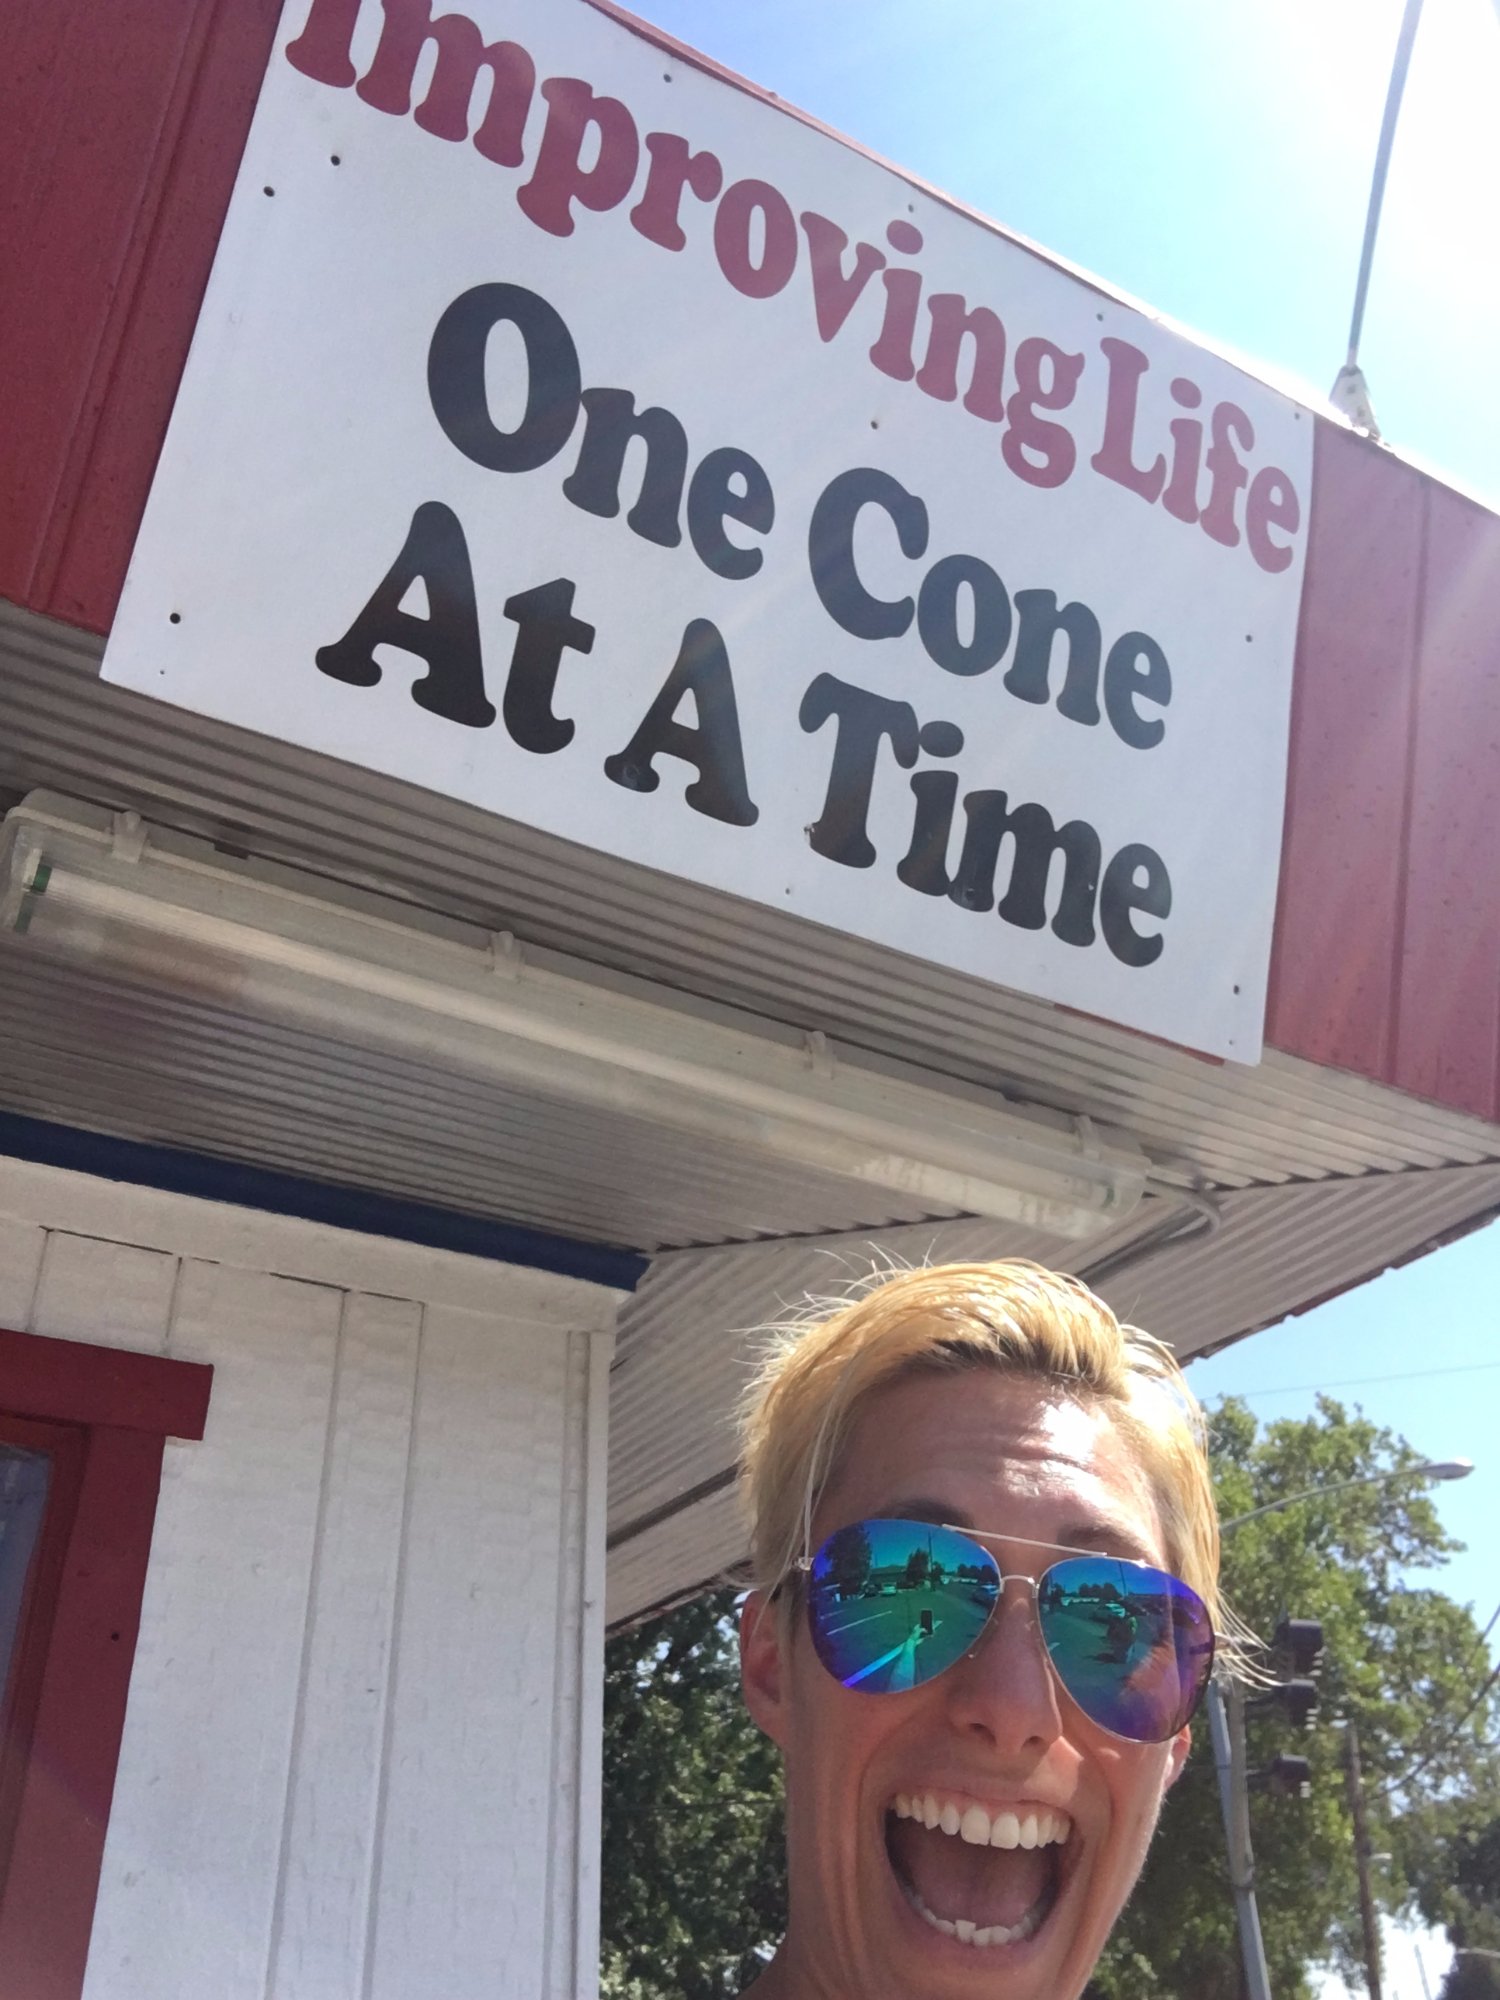 Improving Life
One Cone
At A Time